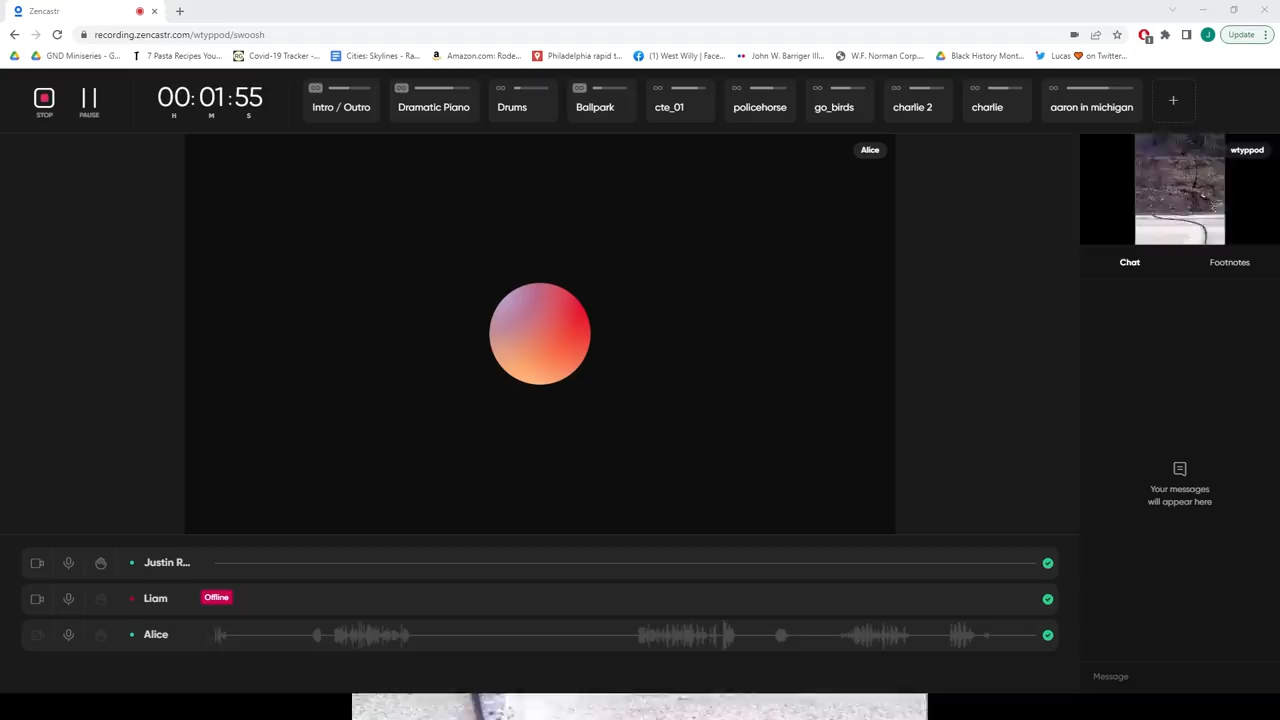 Zencastr
recording.zencastr.com/wtyppod/swoosh
Update
GND Miniseries - G...
7 Pasta Recipes You...
Covid-19 Tracker -...
Cities: Skylines - Ra...
Amazon.com: Rode...
Philadelphia rapid t...
(1) West Willy | Face...
John W. Barriger III...
W.F. Norman Corp....
Black History Mont...
Lucas 🧡 on Twitter...
STOP
PAUSE
00:01:55
H M S
Intro / Outro
Dramatic Piano
Drums
Ballpark
cte_01
policehorse
go_birds
charlie 2
charlie
aaron in michigan
+
Alice
wtyppod
Chat
Footnotes
Your messages
will appear here
Justin R...
Liam
Offline
Alice
Message